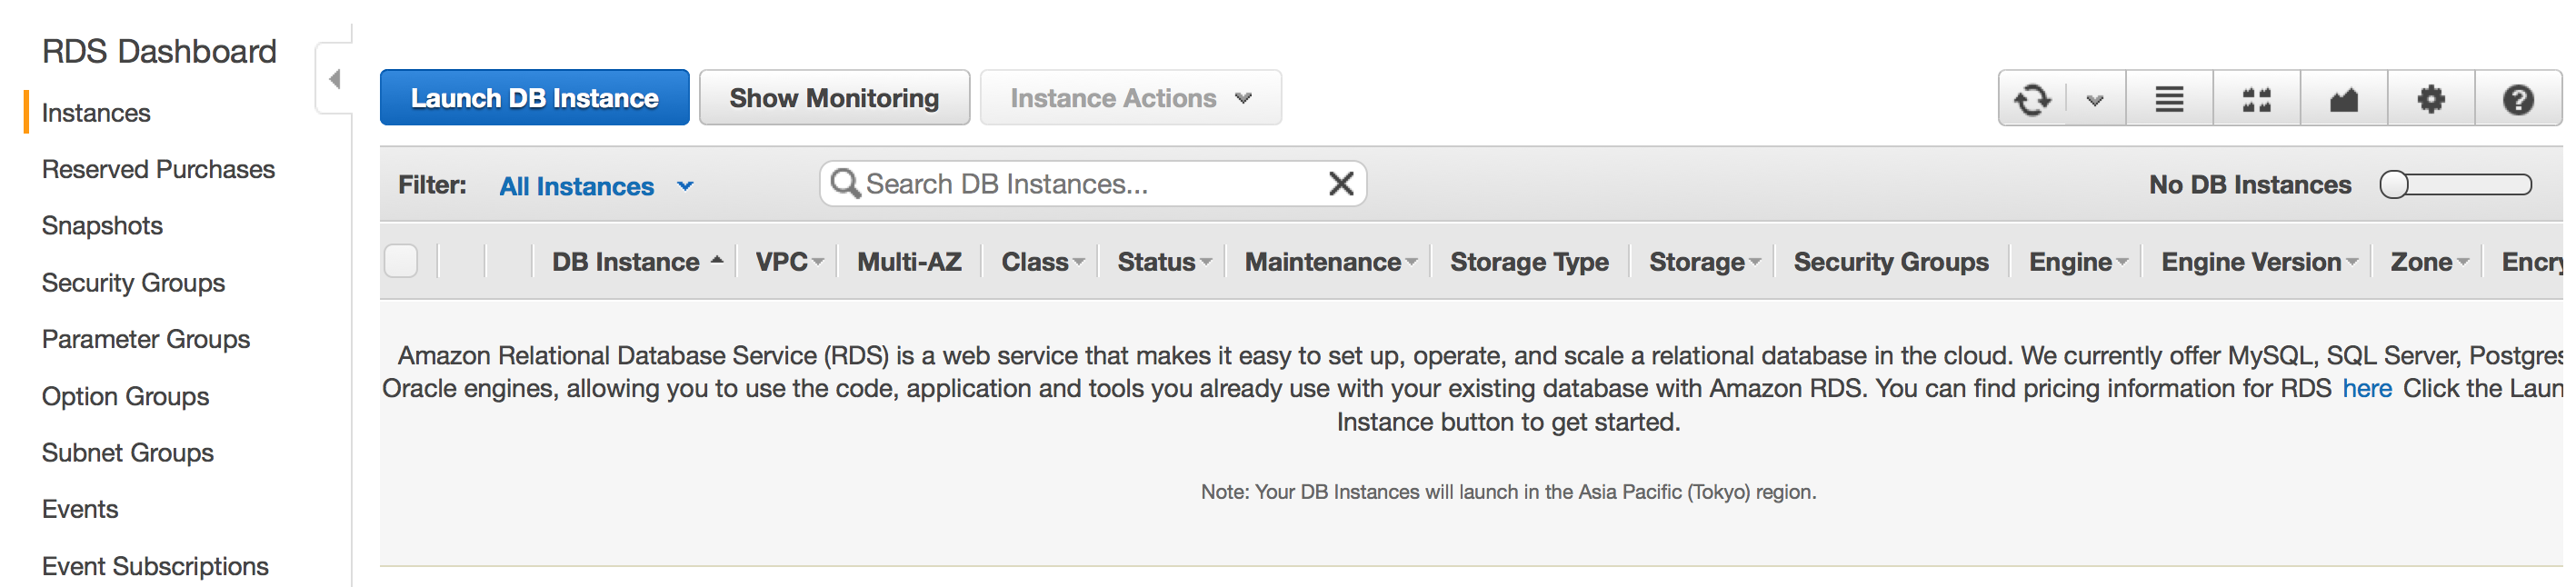 RDS Dashboard
Instances
Reserved Purchases
Snapshots
Security Groups
Parameter Groups
Option Groups
Subnet Groups
Events
Event Subscriptions
Launch DB Instance Show Monitoring Instance Actions
Filter: All Instances Search DB Instances... No DB Instances
DB Instance VPC Multi-AZ Class Status Maintenance Storage Type Storage Security Groups Engine Engine Version Zone Encry
Amazon Relational Database Service (RDS) is a web service that makes it easy to set up, operate, and scale a relational database in the cloud. We currently offer MySQL, SQL Server, Postgres
Oracle engines, allowing you to use the code, application and tools you already use with your existing database with Amazon RDS. You can find pricing information for RDS here Click the Laun
Instance button to get started.
Note: Your DB Instances will launch in the Asia Pacific (Tokyo) region.